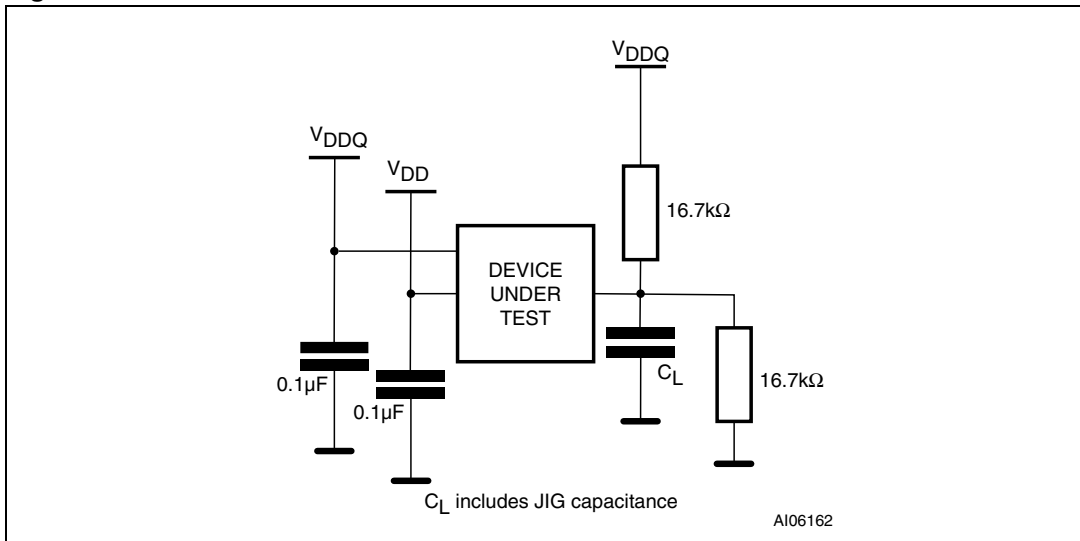 VDDQ
VDDQ
VDD
16.7kΩ
DEVICE
UNDER
TEST
0.1µF
0.1µF
CL
16.7kΩ
CL includes JIG capacitance
AI06162